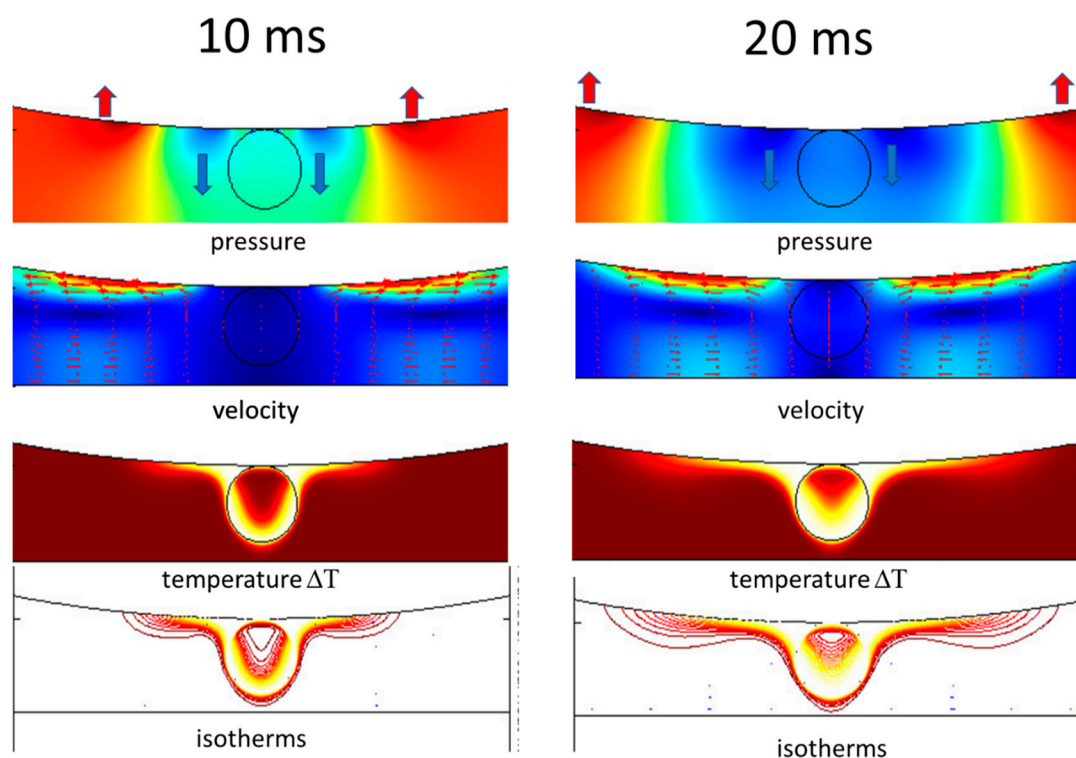 10 ms
20 ms
pressure
pressure
velocity
velocity
temperature ΔT
temperature ΔT
isotherms
isotherms